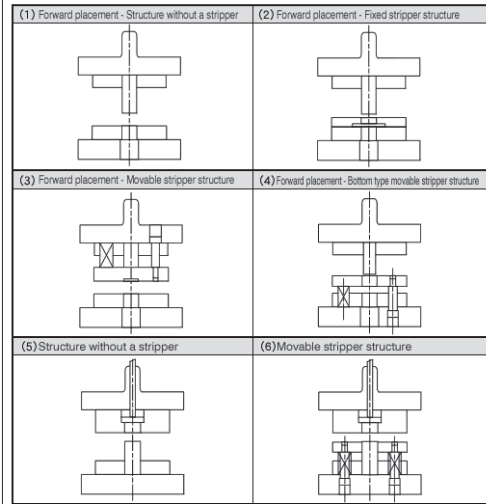 (1) Forward placement - Structure without a stripper
(2) Forward placement - Fixed stripper structure
(3) Forward placement - Movable stripper structure
(4) Forward placement - Bottom type movable stripper structure
(5) Structure without a stripper
(6) Movable stripper structure